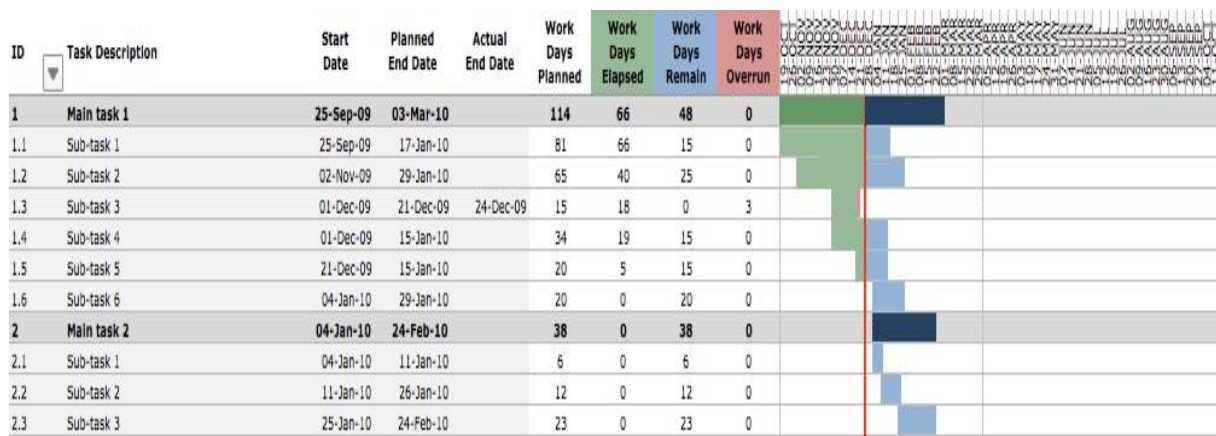 ID Task Description Start Date Planned End Date Actual End Date Work Days Planned Work Days Elapsed Work Days Remain Work Days Overrun
1 Main task 1 25-Sep-09 03-Mar-10 114 66 48 0
1.1 Sub-task 1 25-Sep-09 17-Jan-10 81 66 15 0
1.2 Sub-task 2 02-Nov-09 29-Jan-10 65 40 25 0
1.3 Sub-task 3 01-Dec-09 21-Dec-09 24-Dec-09 15 18 0 3
1.4 Sub-task 4 01-Dec-09 15-Jan-10 34 19 15 0
1.5 Sub-task 5 21-Dec-09 15-Jan-10 20 5 15 0
1.6 Sub-task 6 04-Jan-10 29-Jan-10 20 0 20 0
2 Main task 2 04-Jan-10 24-Feb-10 38 0 38 0
2.1 Sub-task 1 04-Jan-10 11-Jan-10 6 0 6 0
2.2 Sub-task 2 11-Jan-10 26-Jan-10 12 0 12 0
2.3 Sub-task 3 25-Jan-10 24-Feb-10 23 0 23 0